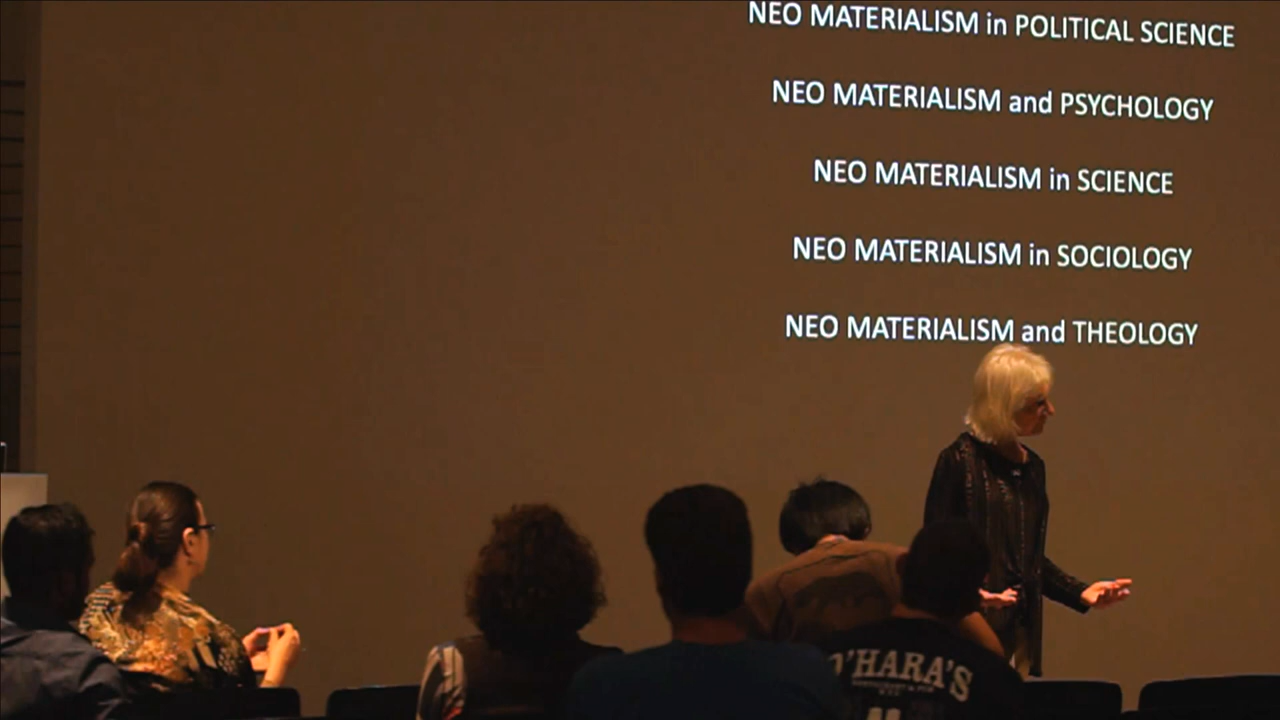 NEO MATERIALISM in POLITICAL SCIENCE
NEO MATERIALISM and PSYCHOLOGY
NEO MATERIALISM in SCIENCE
NEO MATERIALISM in SOCIOLOGY
NEO MATERIALISM and THEOLOGY
O'HARA'S